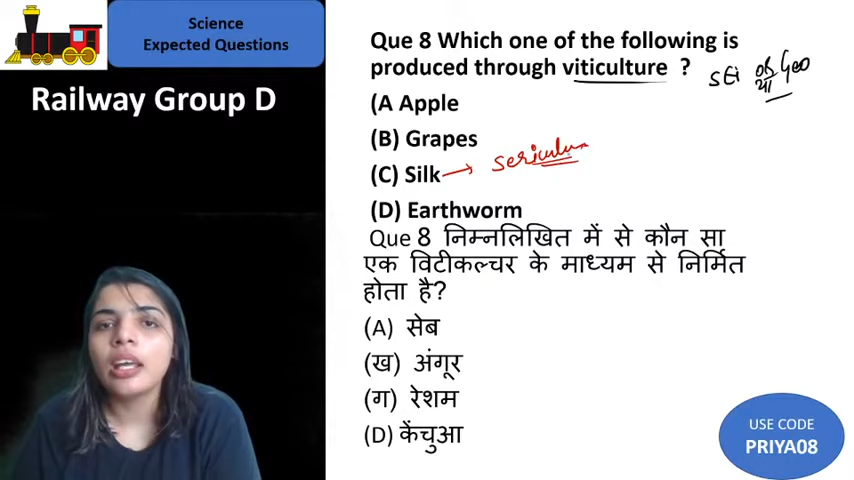 Science
Expected Questions
Railway Group D
Que 8 Which one of the following is
produced through viticulture ?
(A Apple
(B) Grapes
(C) Silk → sericultur
(D) Earthworm
Que 8 निम्नलिखित में से कौन सा
एक विटीकल्चर के माध्यम से निर्मित
होता है?
(A) सेब
(ख) अंगूर
(ग) रेशम
(D) केंचुआ
USE CODE
PRIYA08